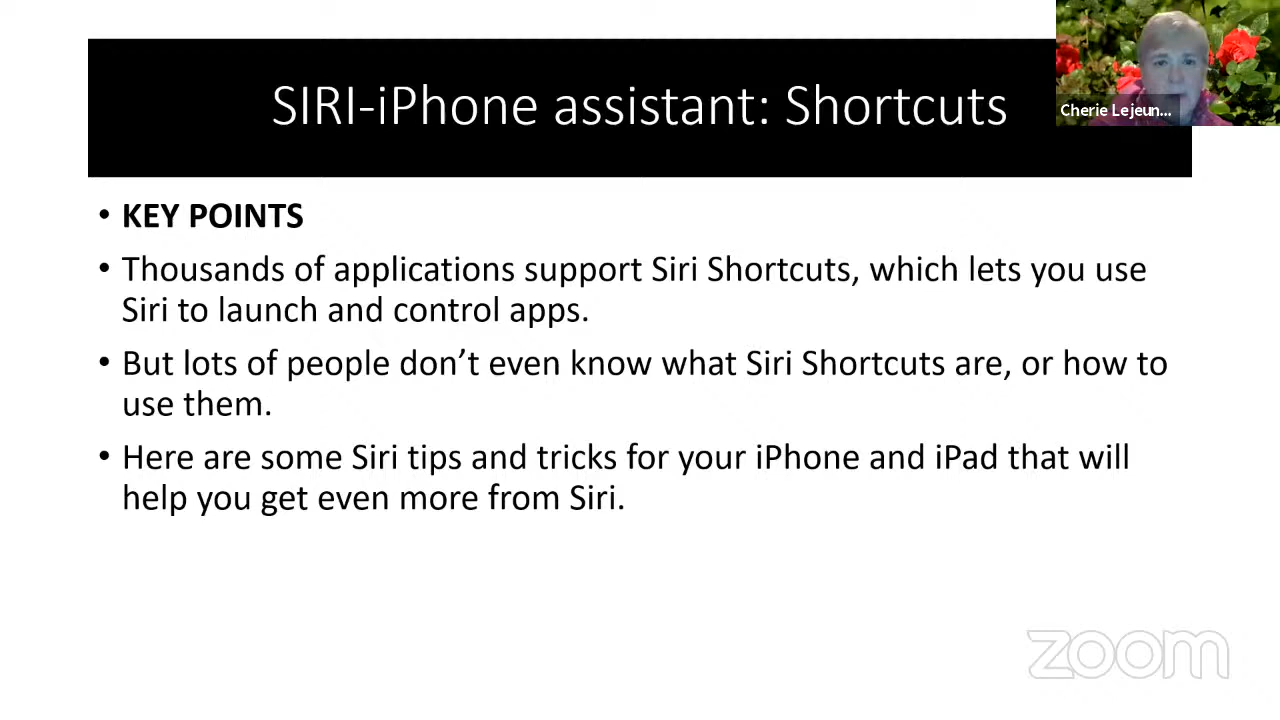 SIRI-iPhone assistant: Shortcuts
Cherie Lejeun...
• KEY POINTS
• Thousands of applications support Siri Shortcuts, which lets you use
Siri to launch and control apps.
• But lots of people don’t even know what Siri Shortcuts are, or how to
use them.
• Here are some Siri tips and tricks for your iPhone and iPad that will
help you get even more from Siri.
zoom